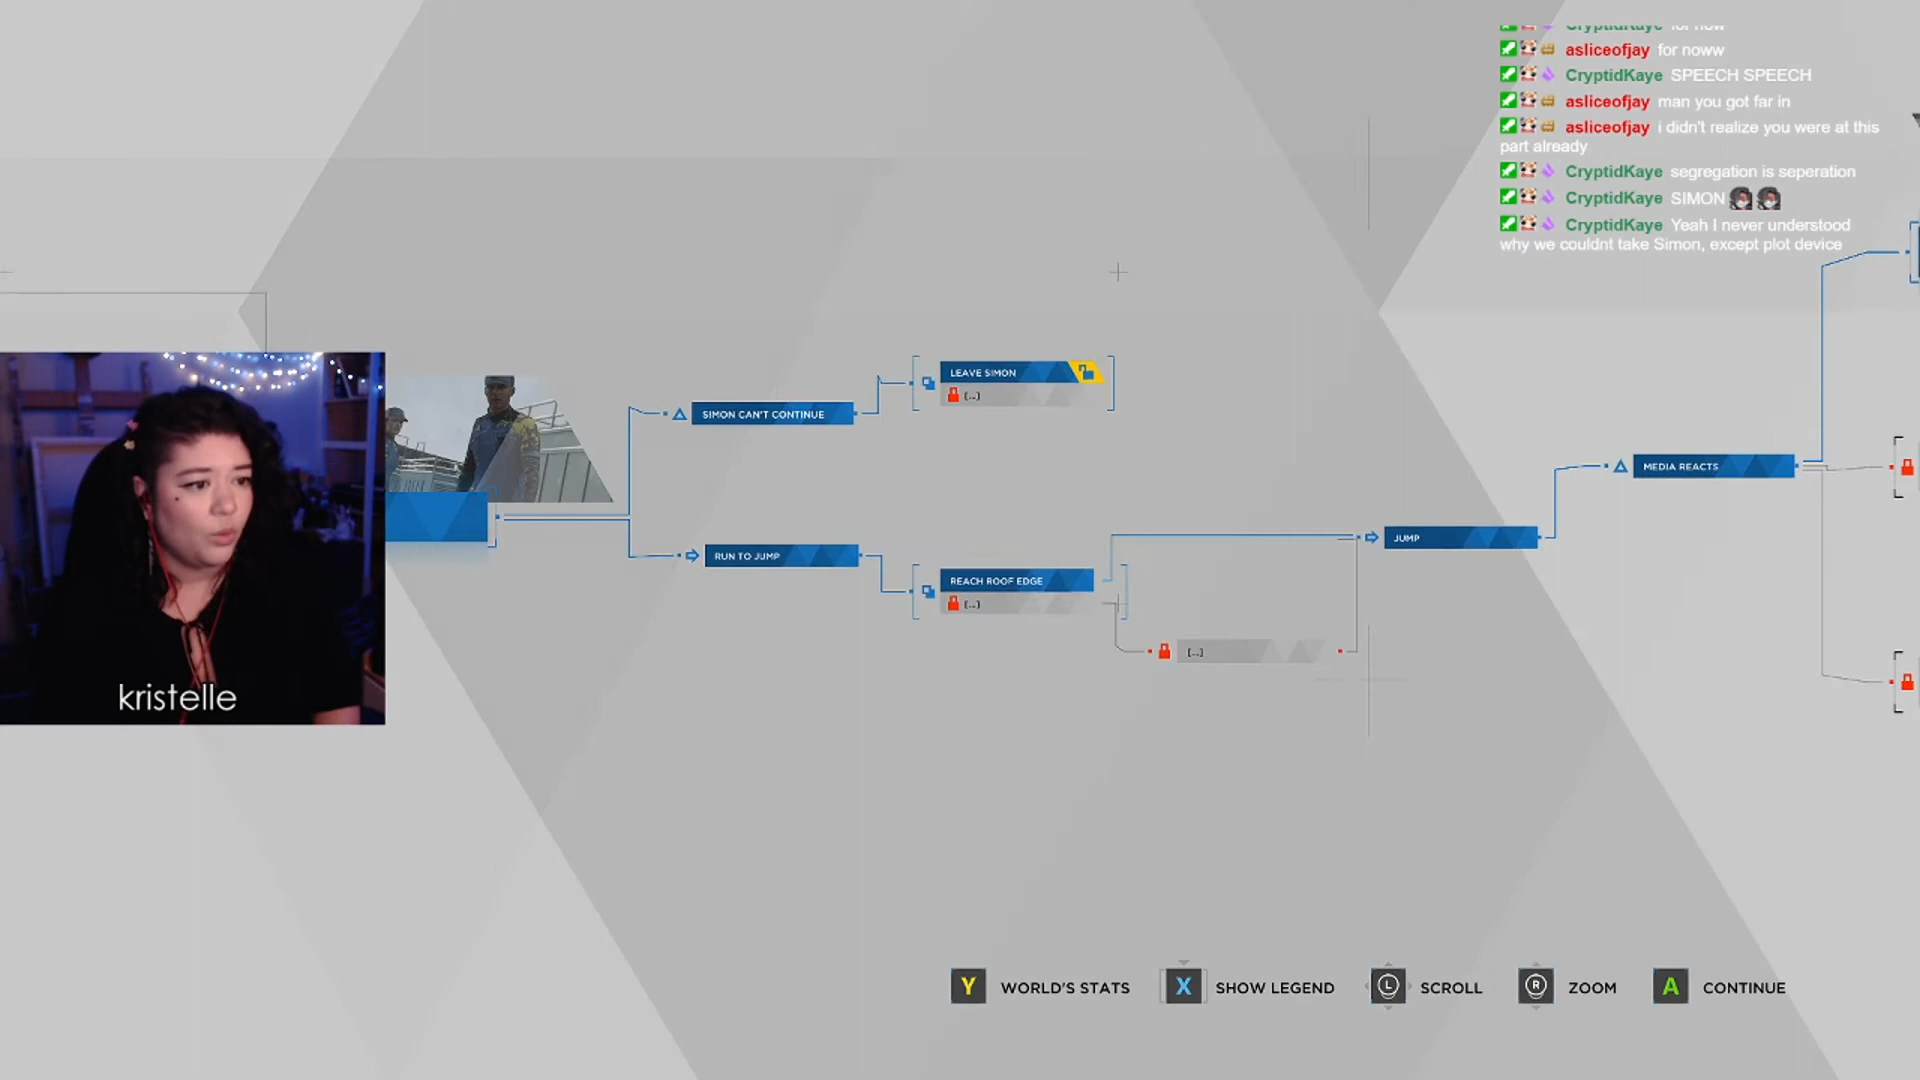 CryptidKaye for now
asliceofjay for noww
CryptidKaye SPEECH SPEECH
asliceofjay man you got far in
asliceofjay i didn't realize you were at this
part already
CryptidKaye segregation is seperation
CryptidKaye SIMON
CryptidKaye Yeah I never understood
why we couldnt take Simon, except plot device
LEAVE SIMON
[...]
SIMON CAN'T CONTINUE
MEDIA REACTS
JUMP
RUN TO JUMP
REACH ROOF EDGE
[...]
[...]
kristelle
Y WORLD'S STATS X SHOW LEGEND L SCROLL R ZOOM A CONTINUE